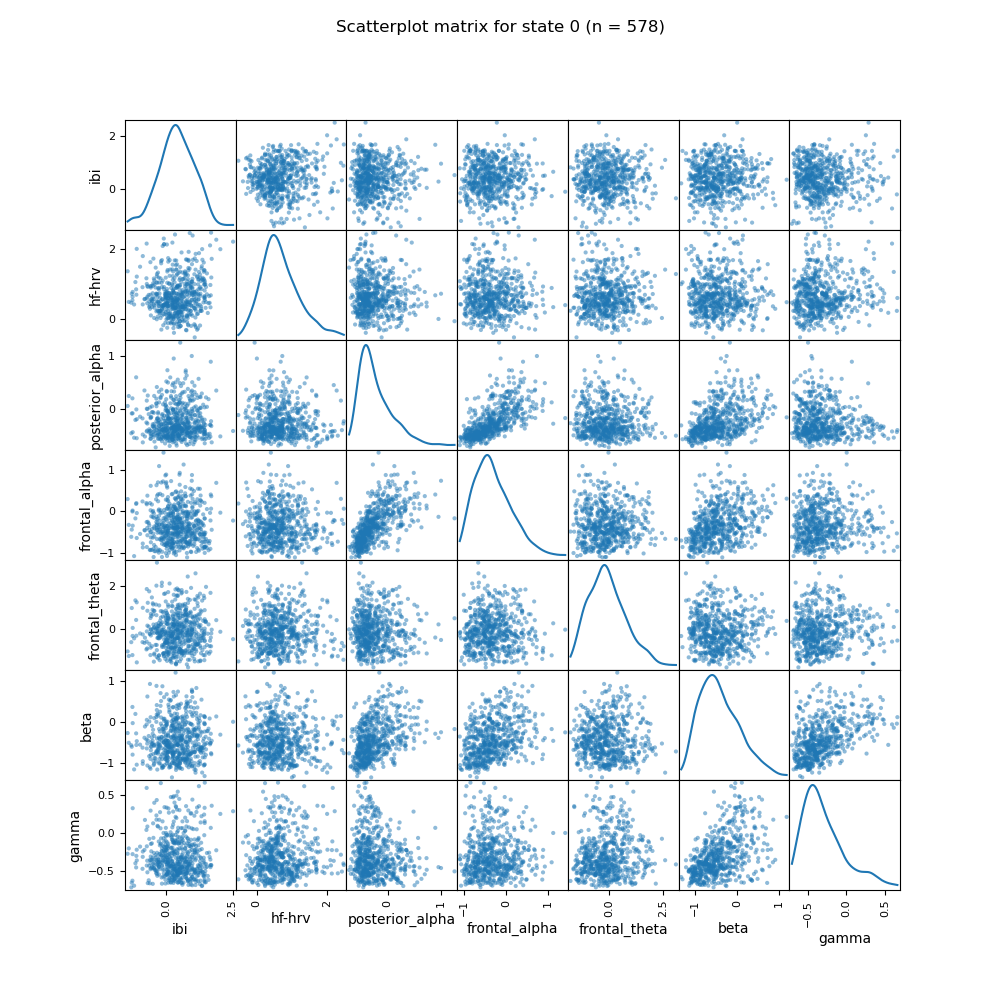 Scatterplot matrix for state 0 (n = 578)
ibi
2
0
hf-hrv
2
0
posterior_alpha
1
0
frontal_alpha
1
0
−1
frontal_theta
2
0
beta
1
0
−1
gamma
0.5
0.0
−0.5
0.0
2.5
0
2
0
1
−1
0
1
0.0
2.5
−1
0
1
−0.5
0.0
0.5
ibi
hf-hrv
posterior_alpha
frontal_alpha
frontal_theta
beta
gamma